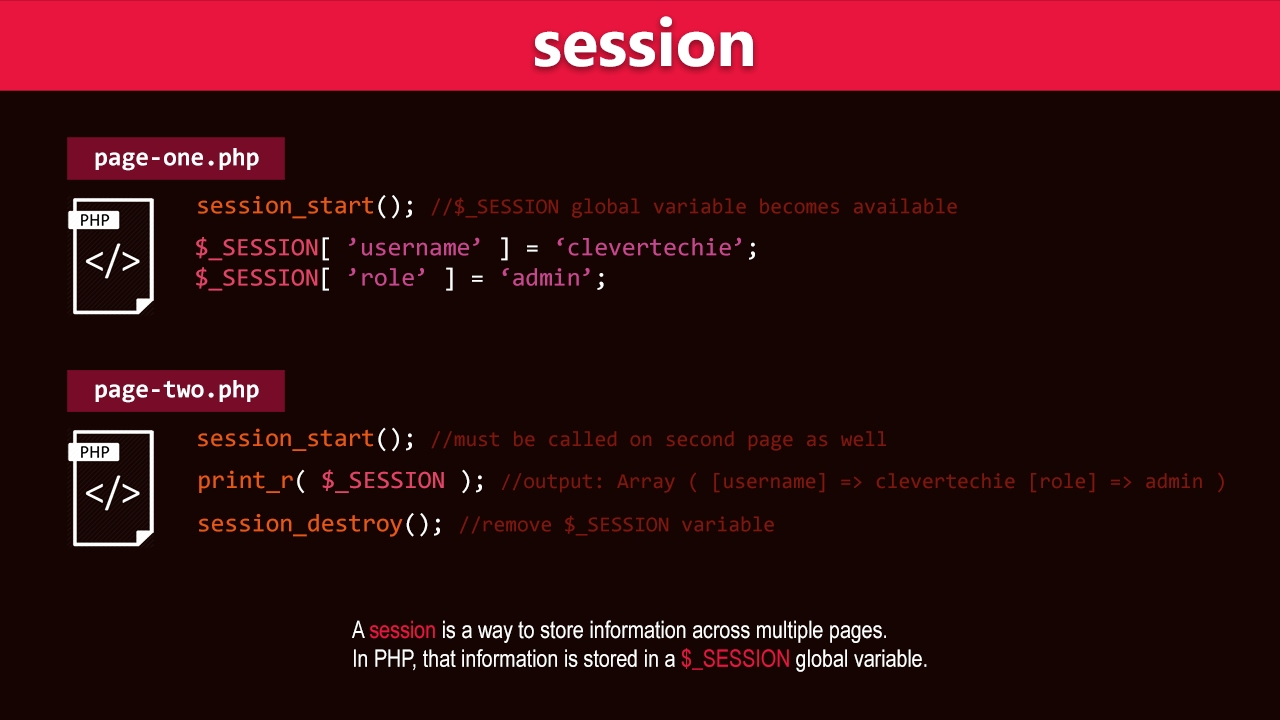 session
page-one.php
PHP
</>
session_start(); //$_SESSION global variable becomes available
$_SESSION[ ’username’ ] = ‘clevertechie’;
$_SESSION[ ’role’ ] = ‘admin’;
page-two.php
PHP
</>
session_start(); //must be called on second page as well
print_r( $_SESSION ); //output: Array ( [username] => clevertechie [role] => admin )
session_destroy(); //remove $_SESSION variable
A session is a way to store information across multiple pages.
In PHP, that information is stored in a $_SESSION global variable.